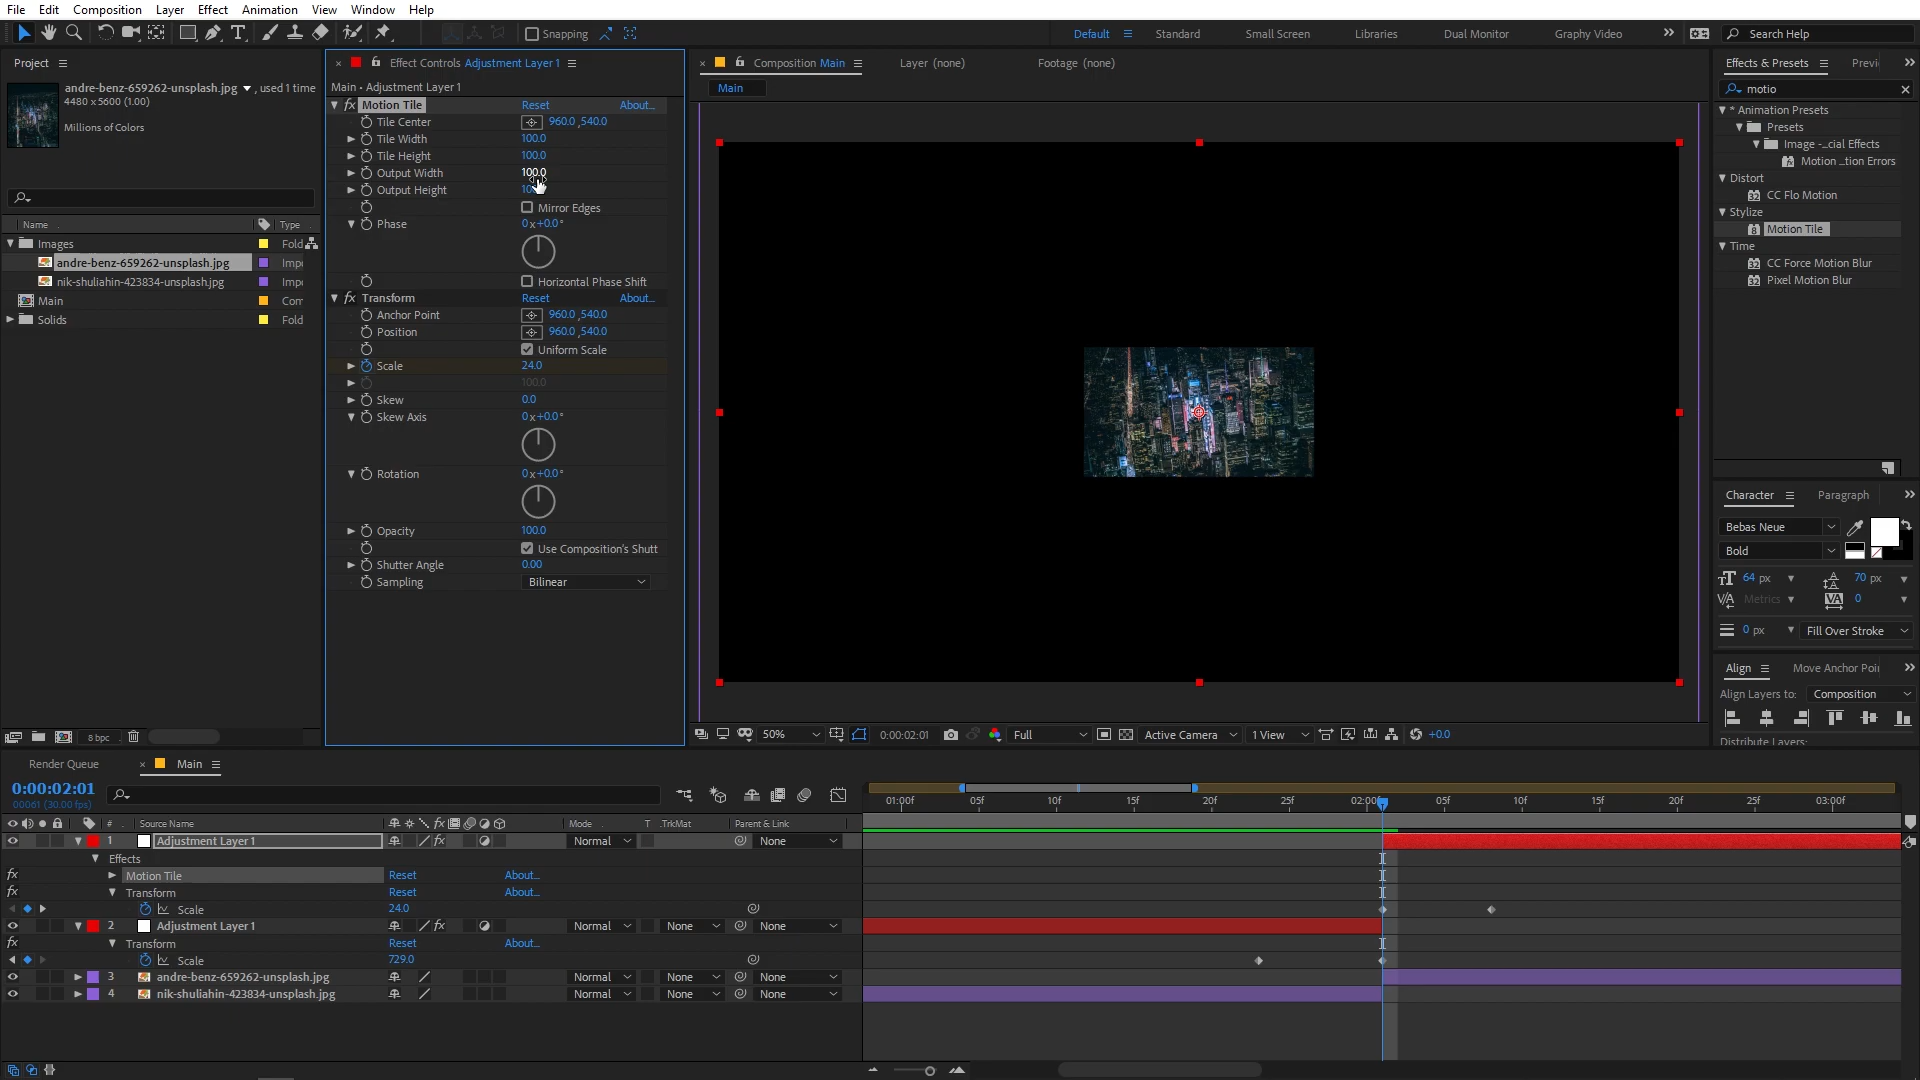 File Edit Composition Layer Effect Animation View Window Help
Snapping
Default Standard Small Screen Libraries Dual Monitor Graphy Video
Search Help
Project
andre-benz-659262-unsplash.jpg , used 1 time
4480 x 5600 (1.00)
Millions of Colors
Name Type
Images Fold
andre-benz-659262-unsplash.jpg Impo
nik-shuliahin-423834-unsplash.jpg Impo
Main Com
Solids Fold
8 bpc
Effect Controls Adjustment Layer 1
Main • Adjustment Layer 1
fx Motion Tile Reset About...
Tile Center 960.0 ,540.0
Tile Width 100.0
Tile Height 100.0
Output Width 100.0
Output Height
Mirror Edges
Phase 0 x +0.0 °
Horizontal Phase Shift
fx Transform Reset About...
Anchor Point 960.0 ,540.0
Position 960.0 ,540.0
Uniform Scale
Scale 24.0
100.0
Skew 0.0
Skew Axis 0 x +0.0 °
Rotation 0 x +0.0 °
Opacity 100.0
Use Composition's Shutt
Shutter Angle 0.00
Sampling Bilinear
Composition Main Layer (none) Footage (none)
Main
50% 0:00:02:01 Full Active Camera 1 View +0.0
Effects & Presets Previ
motio
* Animation Presets
Presets
Image -...cial Effects
Motion ...tion Errors
Distort
CC Flo Motion
Stylize
Motion Tile
Time
CC Force Motion Blur
Pixel Motion Blur
Character Paragraph
Bebas Neue
Bold
64 px 70 px
Metrics 0
0 px Fill Over Stroke
Align Move Anchor Poi
Align Layers to: Composition
Distribute Layers:
Render Queue Main
0:00:02:01
00061 (30.00 fps)
01:00f 05f 10f 15f 20f 25f 02:00f 05f 10f 15f 20f 25f 03:00f
# Source Name Mode T .TrkMat Parent & Link
1 Adjustment Layer 1 Normal None
Effects
fx Motion Tile Reset About...
fx Transform Reset About...
Scale 24.0
2 Adjustment Layer 1 Normal None None
fx Transform Reset About...
Scale 729.0
3 andre-benz-659262-unsplash.jpg Normal None None
4 nik-shuliahin-423834-unsplash.jpg Normal None None